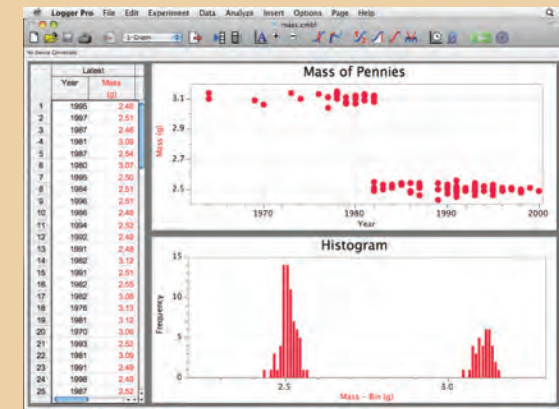 Logger Pro File Edit Experiment Data Analyze Insert Options Page Help
mass.cmbl
1:Chem
No device connected
Latest
Year Mass
(g)
1 1995 2.48
2 1997 2.51
3 1987 2.46
4 1981 3.09
5 1987 2.54
6 1980 3.07
7 1995 2.50
8 1984 2.51
9 1996 2.51
10 1986 2.48
11 1994 2.52
12 1992 2.49
13 1991 2.48
14 1982 3.12
15 1991 2.51
16 1982 2.55
17 1982 3.08
18 1976 3.13
19 1981 3.12
20 1970 3.06
21 1993 2.52
22 1981 3.09
23 1991 2.49
24 1998 2.49
25 1987 2.52
Mass of Pennies
Mass (g)
3.1
2.9
2.7
2.5
1970 1980 1990 2000
Year
Histogram
Frequency
15
10
5
0
2.5 3.0
Mass - Bin (g)